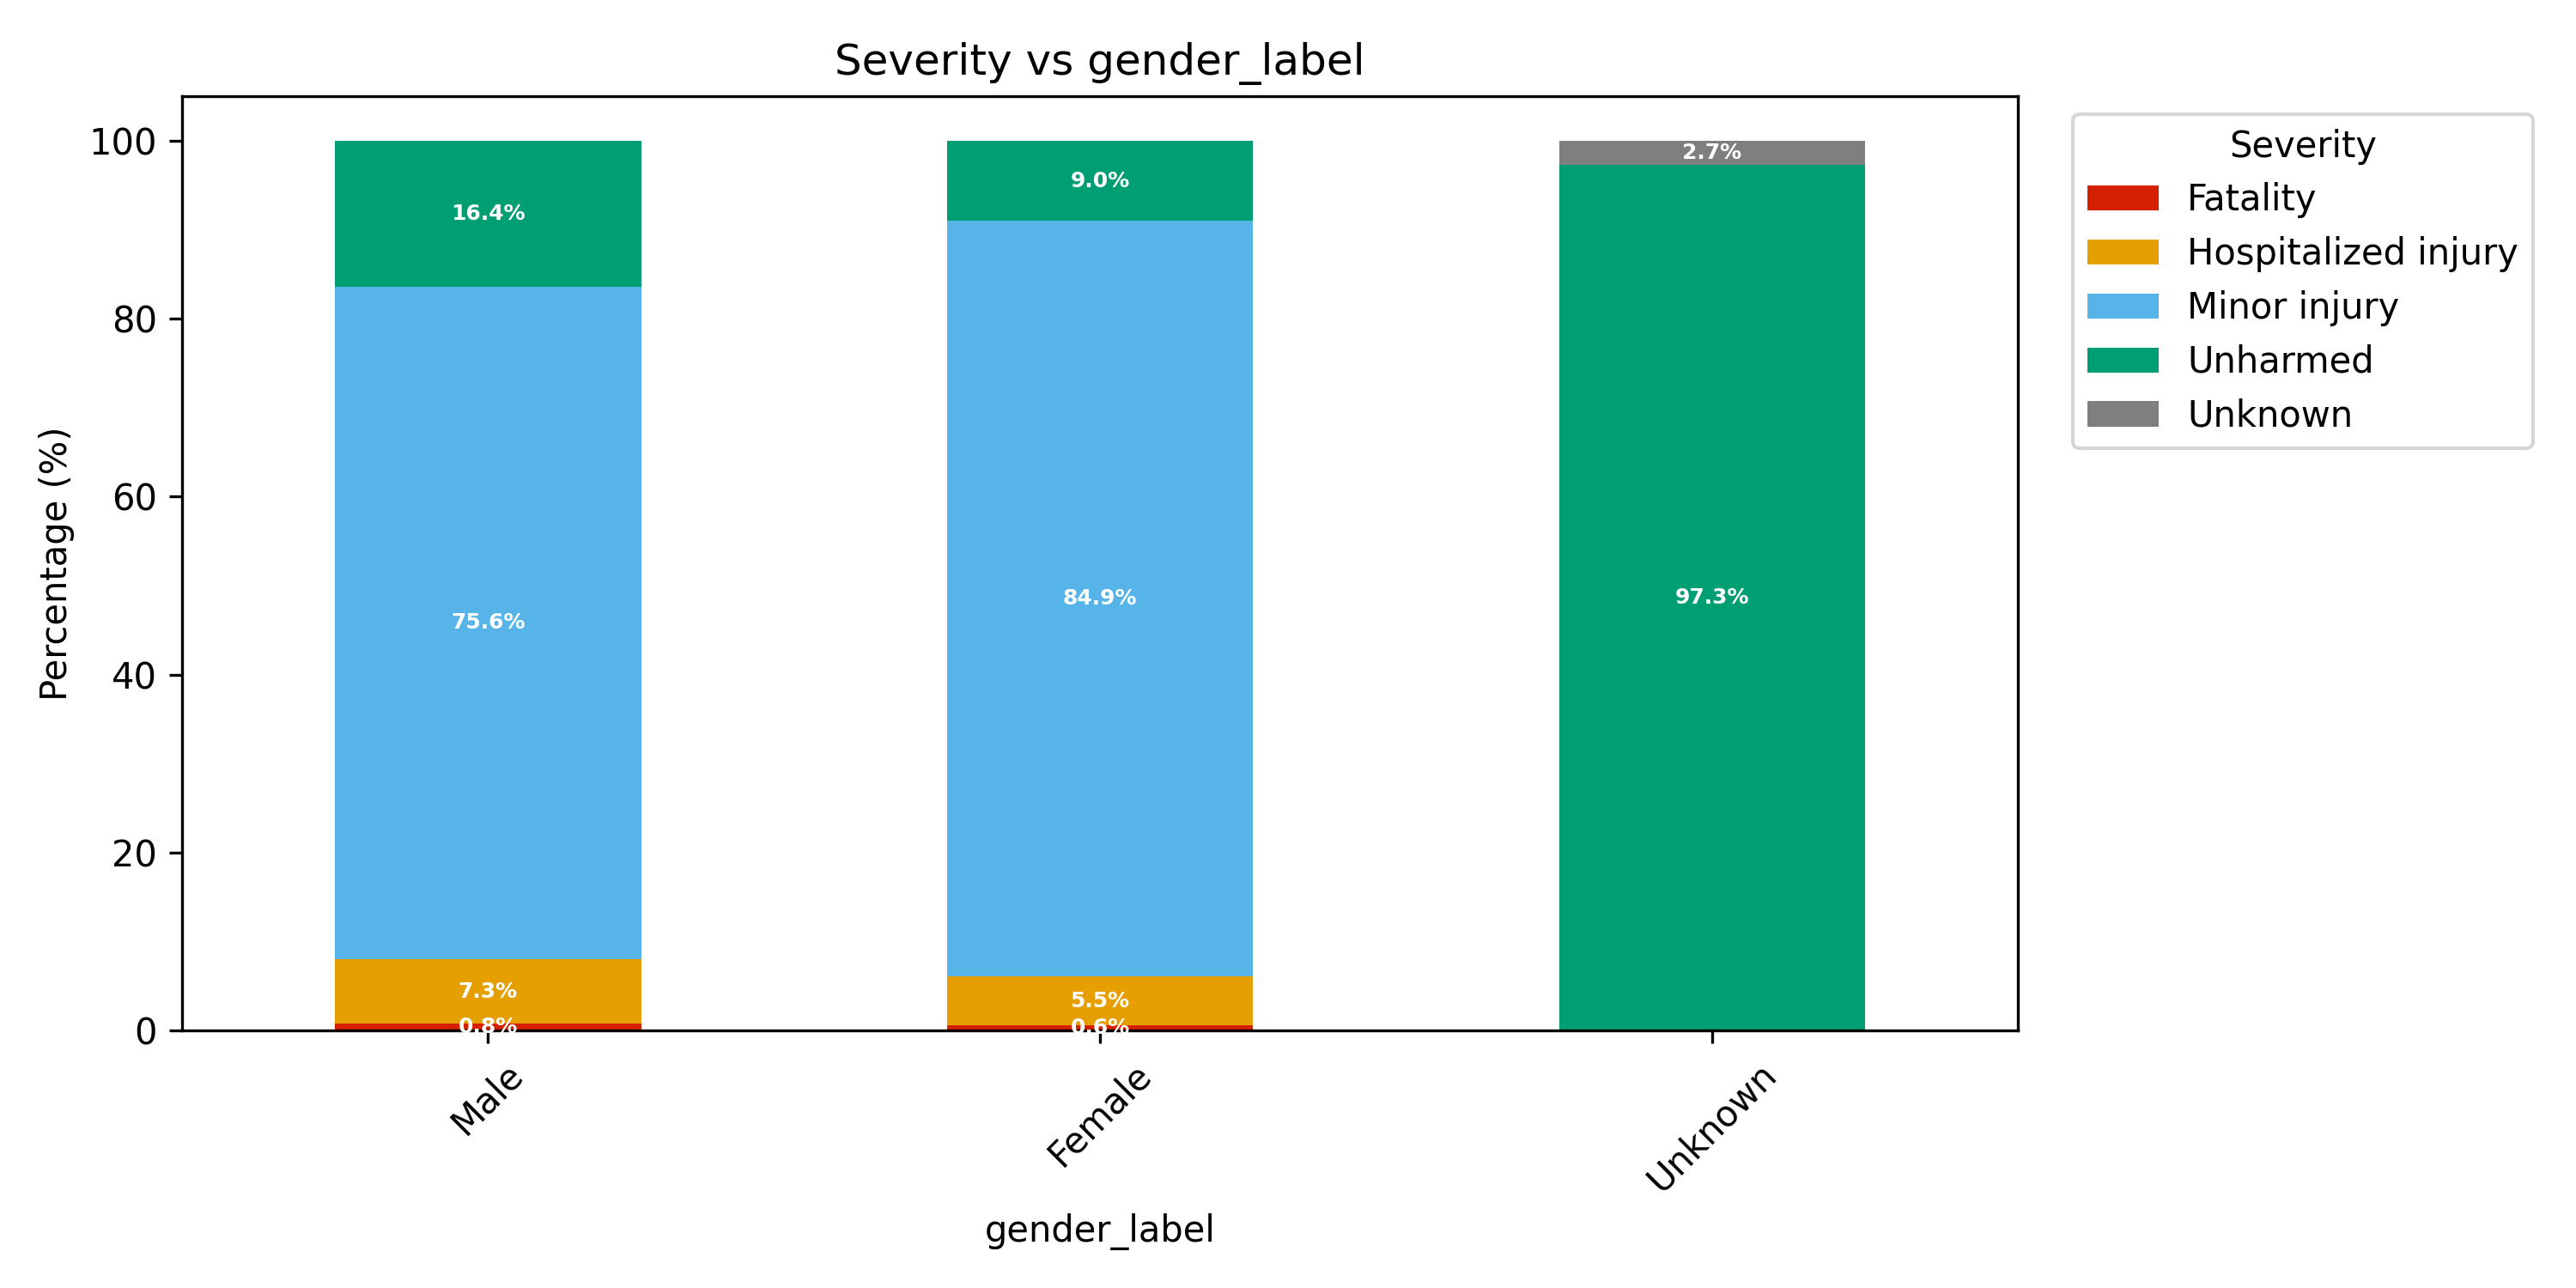 Severity vs gender_label
Percentage (%)
100
80
60
40
20
0
16.4%
75.6%
7.3%
0.8%
9.0%
84.9%
5.5%
0.6%
2.7%
97.3%
Male
Female
Unknown
gender_label
Severity
Fatality
Hospitalized injury
Minor injury
Unharmed
Unknown